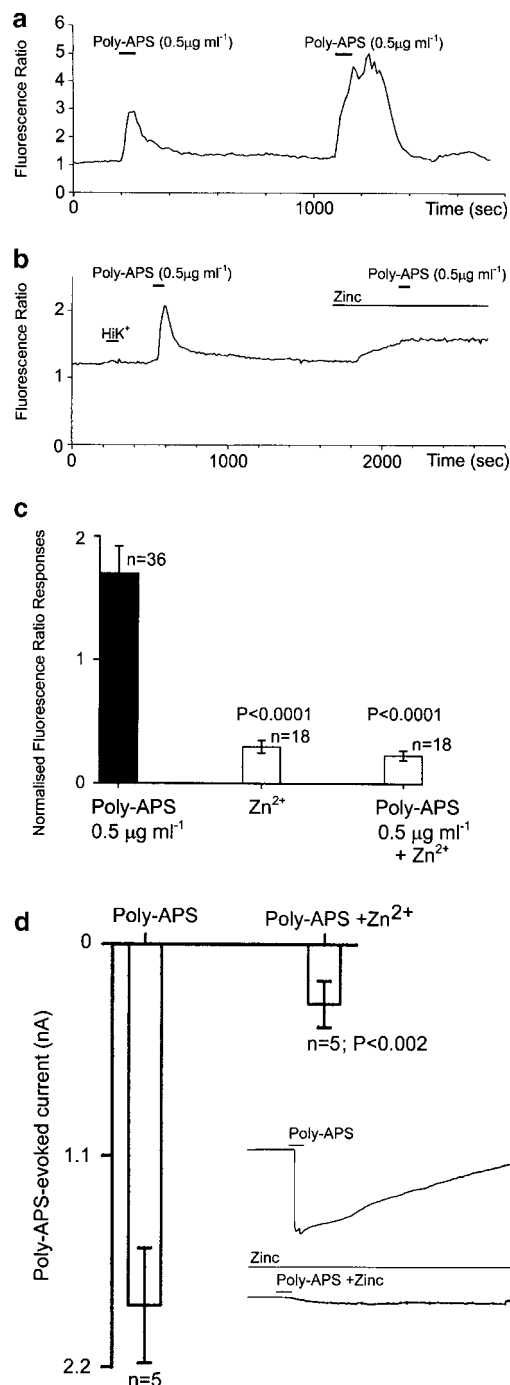 a
Poly-APS (0.5μg ml⁻¹) Poly-APS (0.5μg ml⁻¹)
Fluorescence Ratio
6
5
4
3
2
1
0
0 1000 Time (sec)
b
Poly-APS (0.5μg ml⁻¹) Poly-APS (0.5μg ml⁻¹)
Zinc
HiK⁺
Fluorescence Ratio
2
1
0
0 1000 2000 Time (sec)
c
Normalised Fluorescence Ratio Responses
2
1
0
n=36
P<0.0001 P<0.0001
n=18 n=18
Poly-APS Zn²⁺ Poly-APS
0.5 μg ml⁻¹ 0.5 μg ml⁻¹
+ Zn²⁺
d
Poly-APS Poly-APS +Zn²⁺
Poly-APS-evoked current (nA)
0
1.1
2.2
n=5; P<0.002
Poly-APS
Zinc
Poly-APS +Zinc
n=5